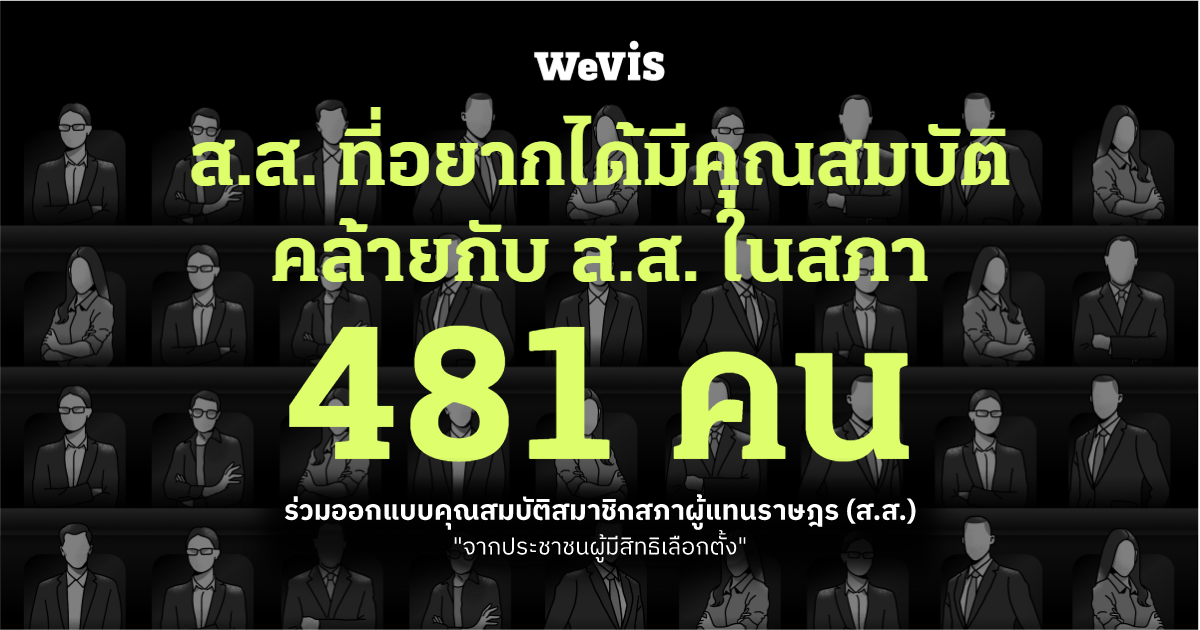 WeVIS
ส.ส. ที่อยากได้มีคุณสมบัติ
คล้ายกับ ส.ส. ในสภา
481 คน
ร่วมออกแบบคุณสมบัติสมาชิกสภาผู้แทนราษฎร (ส.ส.)
"จากประชาชนผู้มีสิทธิเลือกตั้ง"